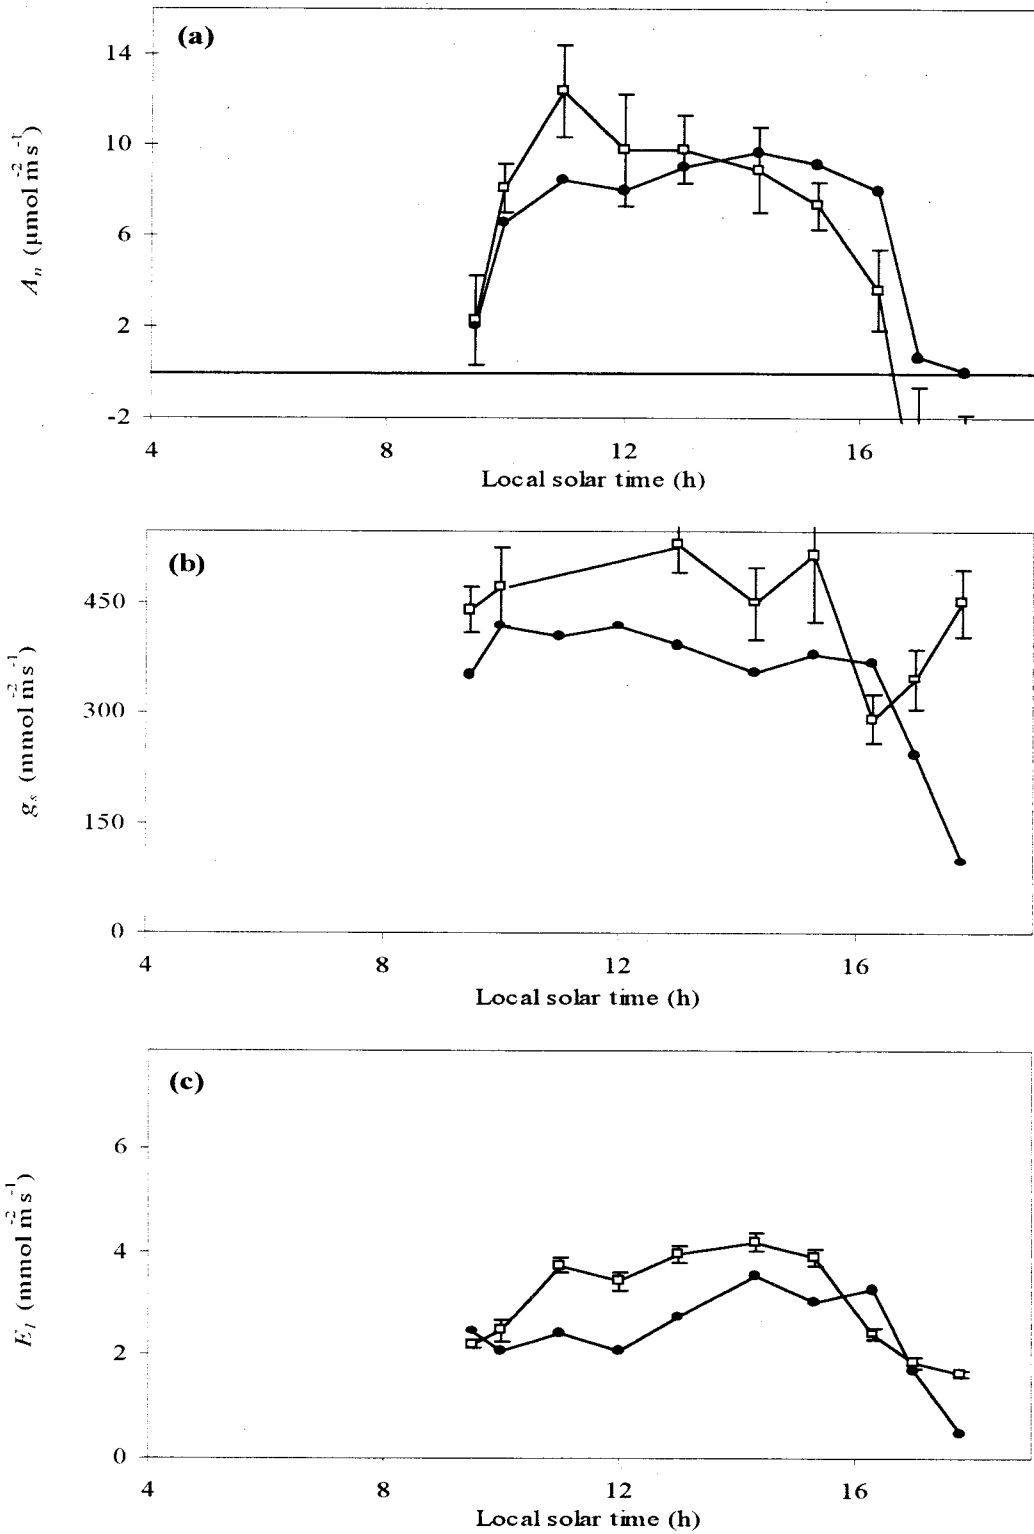 (a)
14
10
6
2
-2
Aₙ (μmol m⁻² s⁻¹)
4 8 12 16
Local solar time (h)
(b)
450
300
150
0
gₛ (mmol m⁻² s⁻¹)
4 8 12 16
Local solar time (h)
(c)
6
4
2
0
E_l (mmol m⁻² s⁻¹)
4 8 12 16
Local solar time (h)